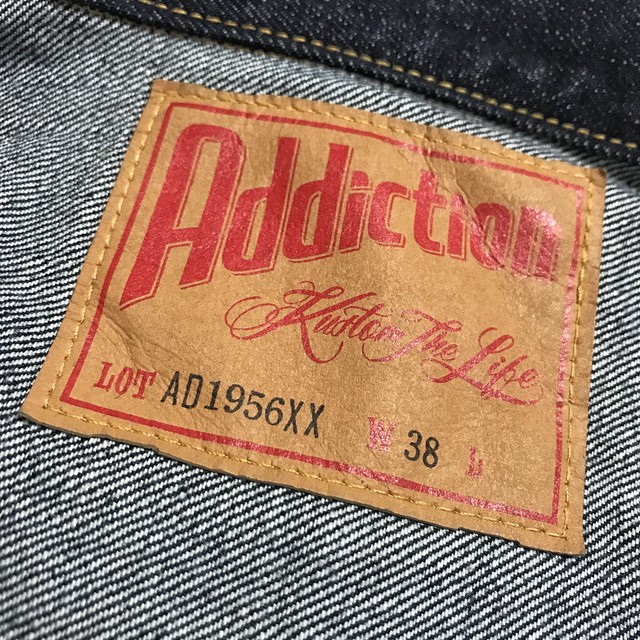 Addiction
Kustom The Life
LOT AD1956XX W 38 L